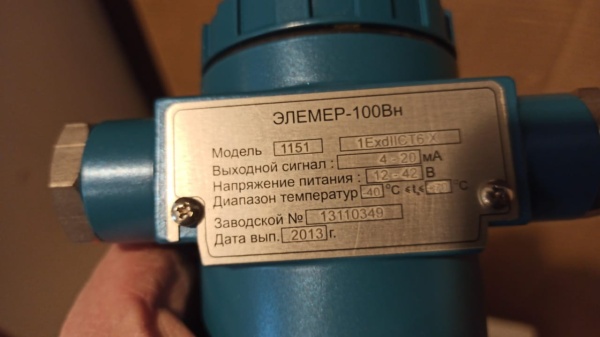 ЭЛЕМЕР-100Вн
Модель 1151 1ExdIICT6 X
Выходной сигнал : 4 - 20 мА
Напряжение питания : 12 - 42 В
Диапазон температур -40 °С ≤t≤ °С
Заводской № 13110349
Дата вып. 2013 г.